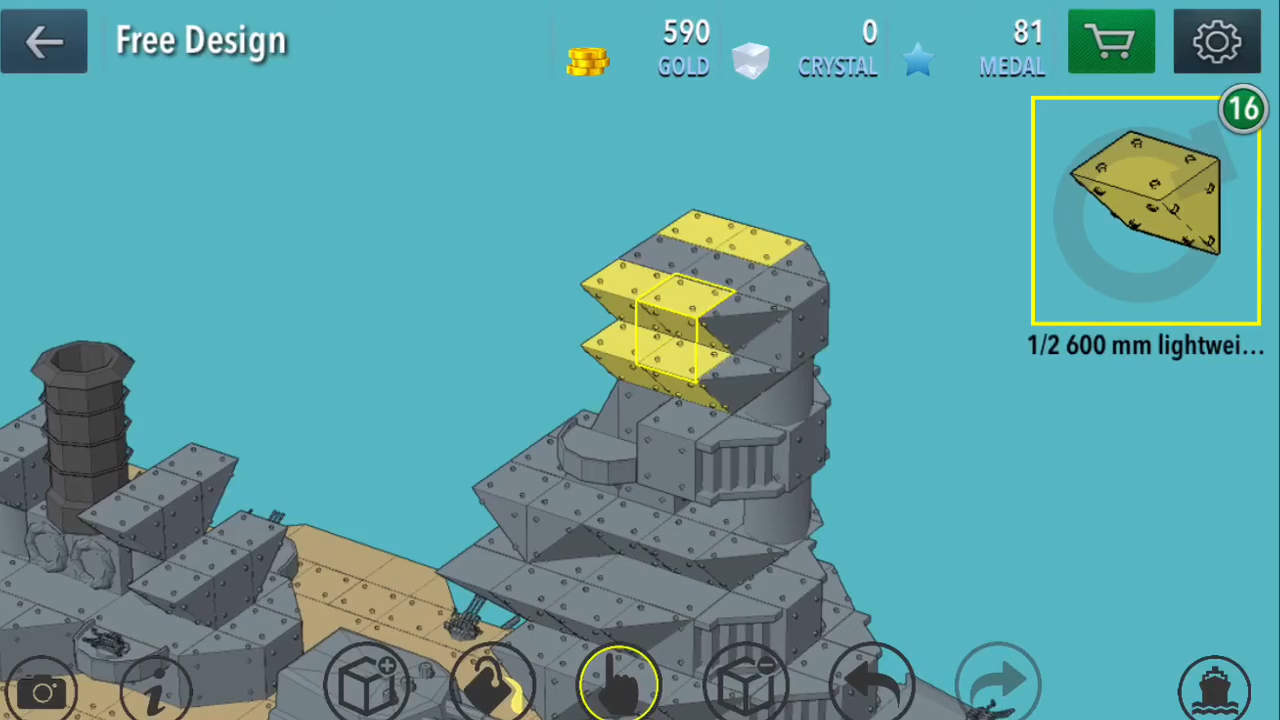 Free Design
590
GOLD
0
CRYSTAL
81
MEDAL
16
1/2 600 mm lightwei...